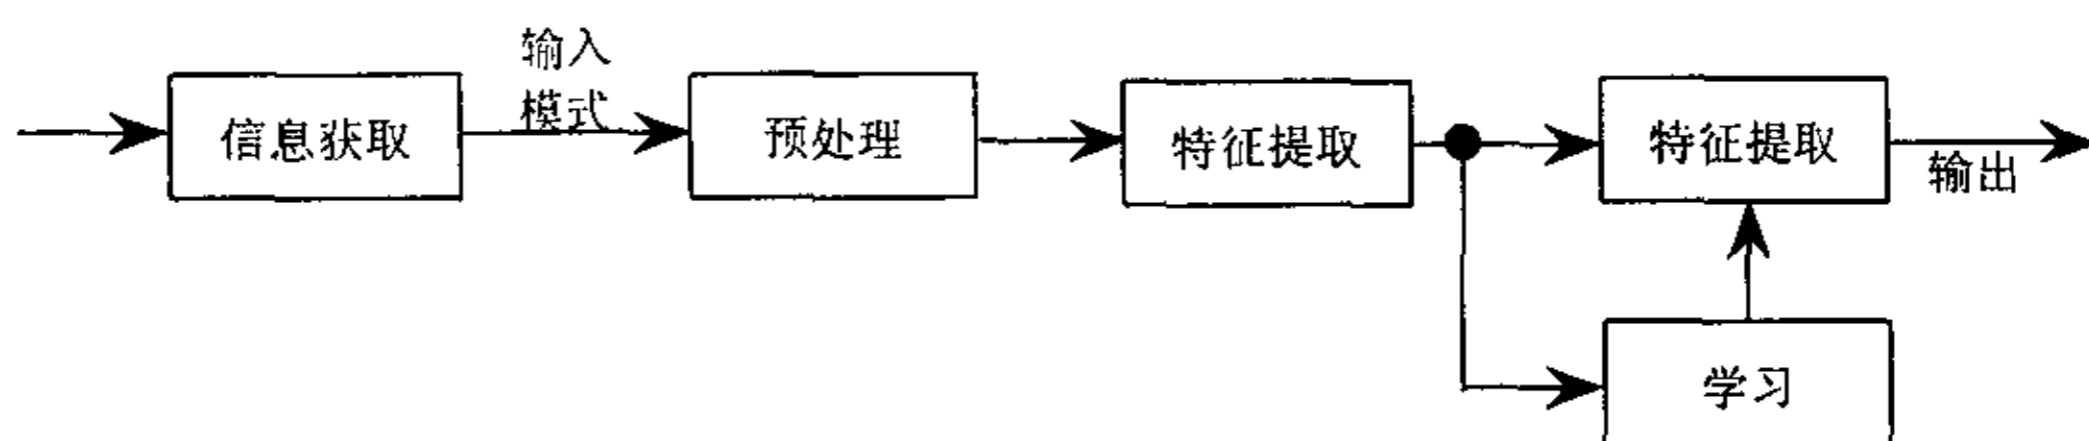 输入
模式
信息获取
预处理
特征提取
特征提取
输出
学习